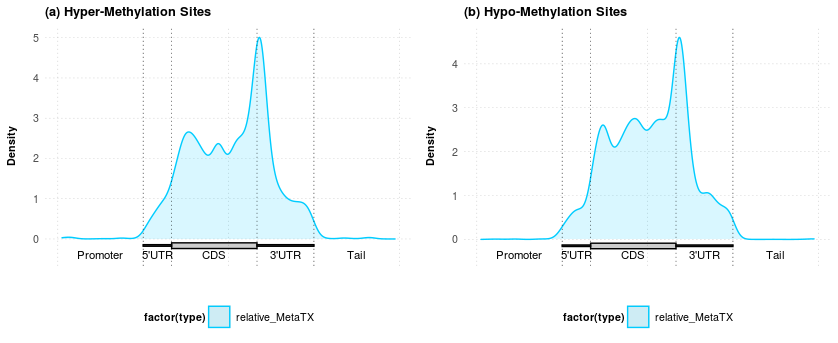 (a) Hyper-Methylation Sites
5
4
3
2
1
0
Density
Promoter 5'UTR CDS 3'UTR Tail
factor(type) relative_MetaTX
(b) Hypo-Methylation Sites
4
3
2
1
0
Density
Promoter 5'UTR CDS 3'UTR Tail
factor(type) relative_MetaTX